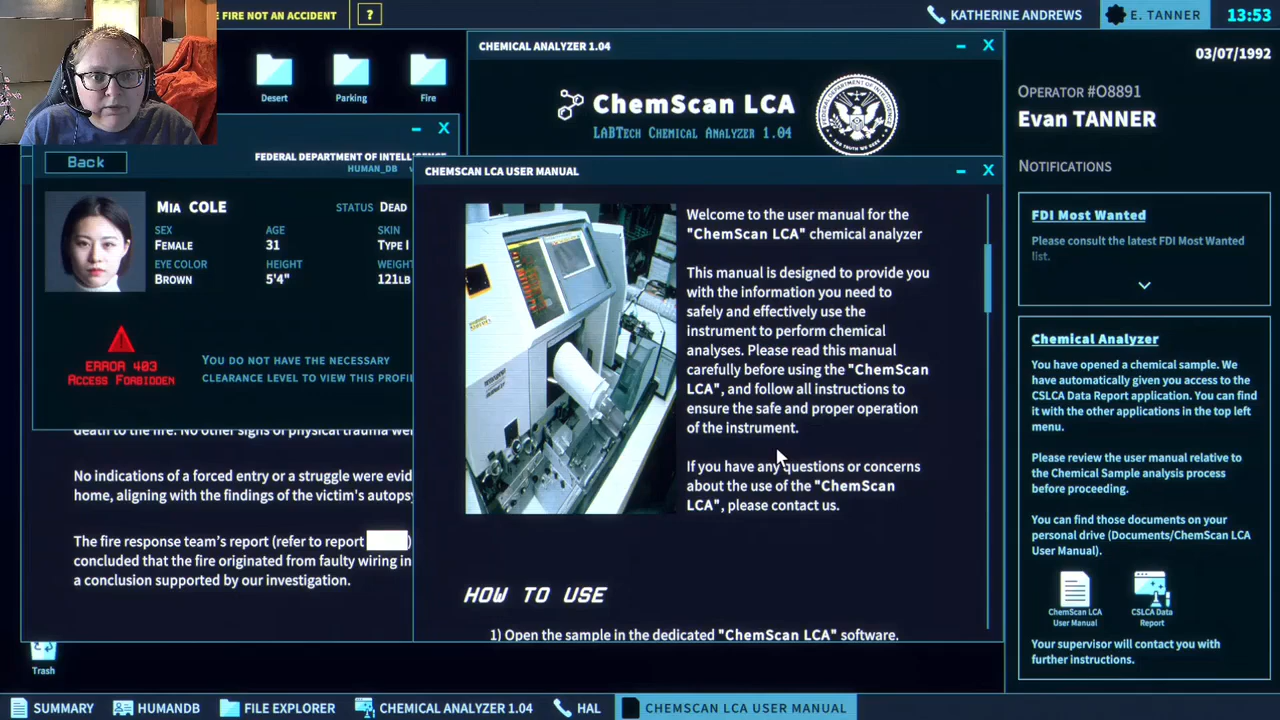 E FIRE NOT AN ACCIDENT
?
KATHERINE ANDREWS
E. TANNER
13:53
03/07/1992
Desert
Parking
Fire
CHEMICAL ANALYZER 1.04
ChemScan LCA
LABTech Chemical Analyzer 1.04
Back
FEDERAL DEPARTMENT OF INTELLIGENCE
HUMAN_DB
Mia COLE
STATUS Dead
SEX
Female
AGE
31
SKIN
Type I
EYE COLOR
Brown
HEIGHT
5'4"
WEIGHT
121lb
ERROR 403
Access Forbidden
You do not have the necessary
clearance level to view this profil
death to the fire. No other signs of physical trauma we
No indications of a forced entry or a struggle were evid
home, aligning with the findings of the victim's autopsy
The fire response team's report (refer to report
concluded that the fire originated from faulty wiring in
a conclusion supported by our investigation.
CHEMSCAN LCA USER MANUAL
Welcome to the user manual for the
"ChemScan LCA" chemical analyzer
This manual is designed to provide you
with the information you need to
safely and effectively use the
instrument to perform chemical
analyses. Please read this manual
carefully before using the "ChemScan
LCA", and follow all instructions to
ensure the safe and proper operation
of the instrument.
If you have any questions or concerns
about the use of the "ChemScan
LCA", please contact us.
HOW TO USE
1) Open the sample in the dedicated "ChemScan LCA" software.
Operator #O8891
Evan TANNER
Notifications
FDI Most Wanted
Please consult the latest FDI Most Wanted
list.
Chemical Analyzer
You have opened a chemical sample. We
have automatically given you access to the
CSLCA Data Report application. You can find
it with the other applications in the top left
menu.
Please review the user manual relative to
the Chemical Sample analysis process
before proceeding.
You can find those documents on your
personal drive (Documents/ChemScan LCA
User Manual).
ChemScan LCA
User Manual
CSLCA Data
Report
Your supervisor will contact you with
further instructions.
Trash
SUMMARY
HUMANDB
FILE EXPLORER
CHEMICAL ANALYZER 1.04
HAL
CHEMSCAN LCA USER MANUAL